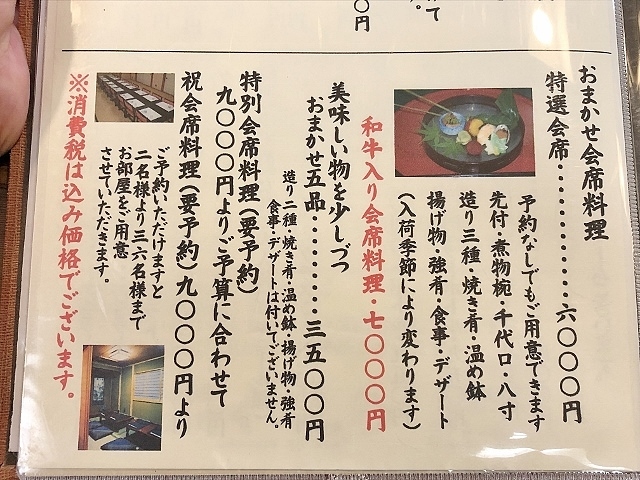 て
。
〇円
おまかせ会席料理
特選会席・・・・・・・・・・六〇〇〇円
予約なしでもご用意できます
先付・煮物椀・千代口・八寸
造り三種・焼き肴・温め鉢
揚げ物・強肴・食事・デザート
(入荷季節により変わります)
和牛入り会席料理・七〇〇〇円
美味しい物を少しづつ
おまかせ五品・・・・・・・・三五〇〇円
造り二種・焼き肴・温め鉢・揚げ物・強肴
食事・デザートは付いてございません。
特別会席料理(要予約)
九〇〇〇円よりご予算に合わせて
祝会席料理(要予約)九〇〇〇円より
ご予約いただけますと
二名様より三六名様まで
お部屋をご用意
させていただきます。
※消費税は込み価格でございます。